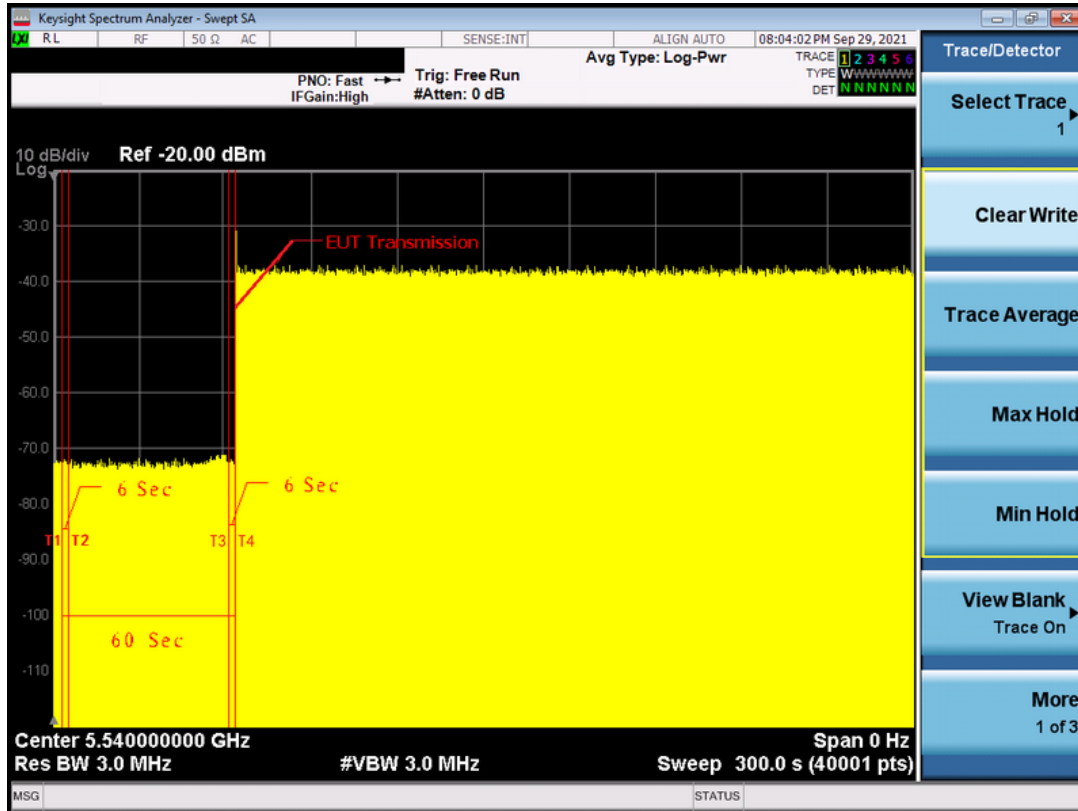 Keysight Spectrum Analyzer - Swept SA
LXI RL RF 50 Ω AC SENSE:INT ALIGN AUTO 08:04:02 PM Sep 29, 2021
PNO: Fast
IFGain:High
Trig: Free Run
#Atten: 0 dB
Avg Type: Log-Pwr
TRACE 1 2 3 4 5 6
TYPE WWWWWW
DET N N N N N N
10 dB/div Ref -20.00 dBm
Log
-30.0
-40.0
-50.0
-60.0
-70.0
-80.0
-90.0
-100
-110
EUT Transmission
6 Sec
6 Sec
T1 T2 T3 T4
60 Sec
Center 5.540000000 GHz Span 0 Hz
Res BW 3.0 MHz #VBW 3.0 MHz Sweep 300.0 s (40001 pts)
MSG STATUS
Trace/Detector
Select Trace
1
Clear Write
Trace Average
Max Hold
Min Hold
View Blank
Trace On
More
1 of 3